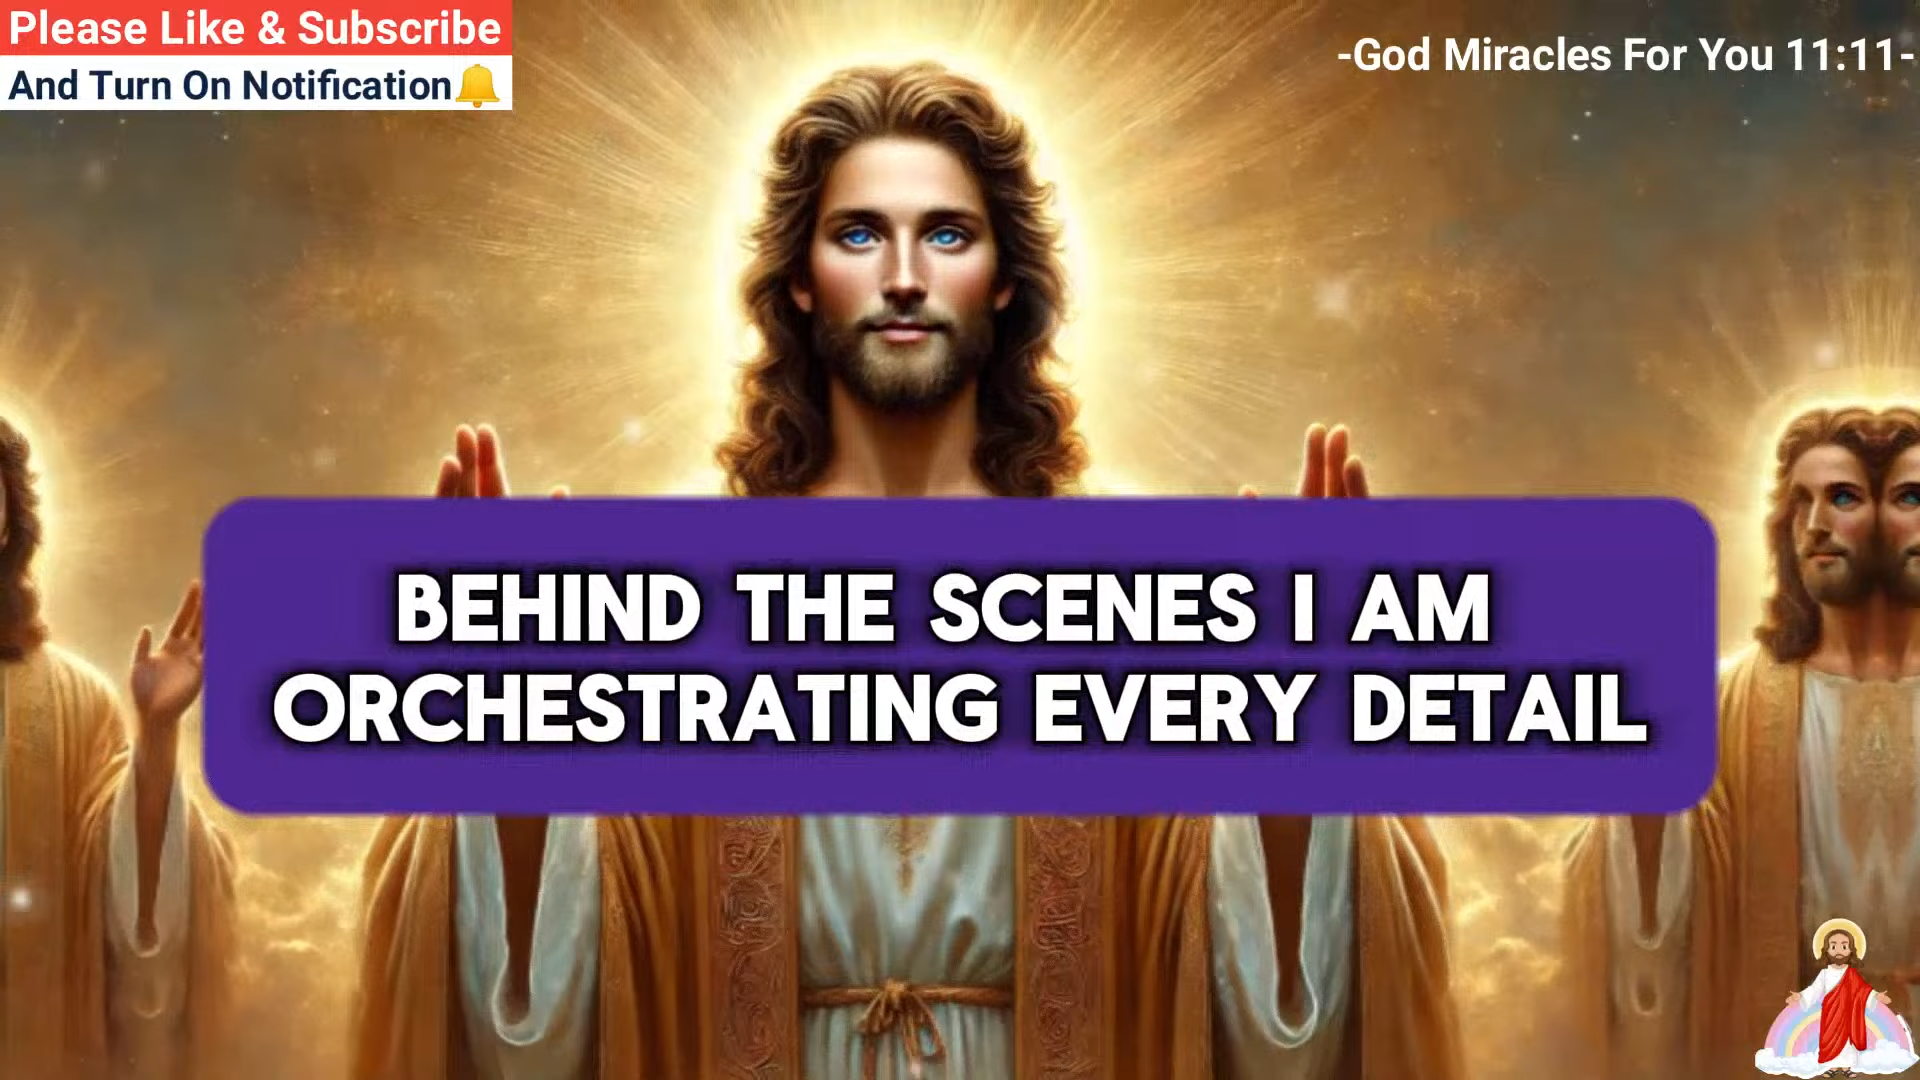 Please Like & Subscribe
And Turn On Notification🔔
-God Miracles For You 11:11-
BEHIND THE SCENES I AM
ORCHESTRATING EVERY DETAIL